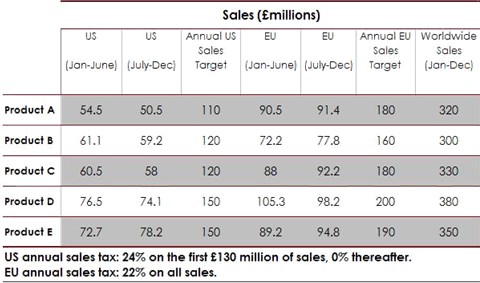 Sales (£millions)
US (Jan-June) US (July-Dec) Annual US Sales Target EU (Jan-June) EU (July-Dec) Annual EU Sales Target Worldwide Sales (Jan-Dec)
Product A 54.5 50.5 110 90.5 91.4 180 320
Product B 61.1 59.2 120 72.2 77.8 160 300
Product C 60.5 58 120 88 92.2 180 330
Product D 76.5 74.1 150 105.3 98.2 200 380
Product E 72.7 78.2 150 89.2 94.8 190 350
US annual sales tax: 24% on the first £130 million of sales, 0% thereafter.
EU annual sales tax: 22% on all sales.